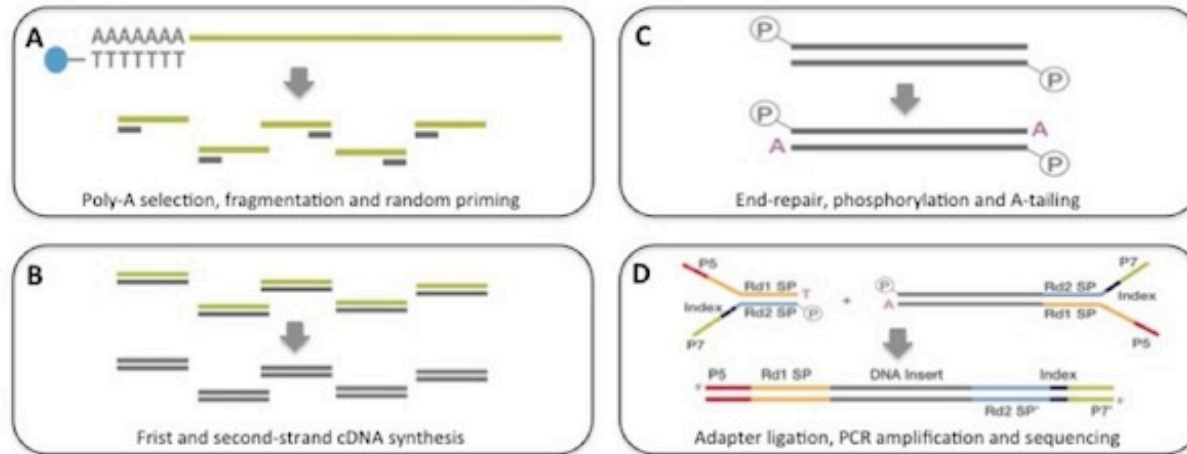 A
AAAAAAA
TTTTTTT
Poly-A selection, fragmentation and random priming
B
Frist and second-strand cDNA synthesis
C
P
P
P
A
A
P
End-repair, phosphorylation and A-tailing
D
P5
Rd1 SP T
Index
Rd2 SP P
P7
+
P
A
P7
Rd2 SP
Index
Rd1 SP
P5
P5 Rd1 SP DNA Insert Index
Rd2 SP' P7'
Adapter ligation, PCR amplification and sequencing